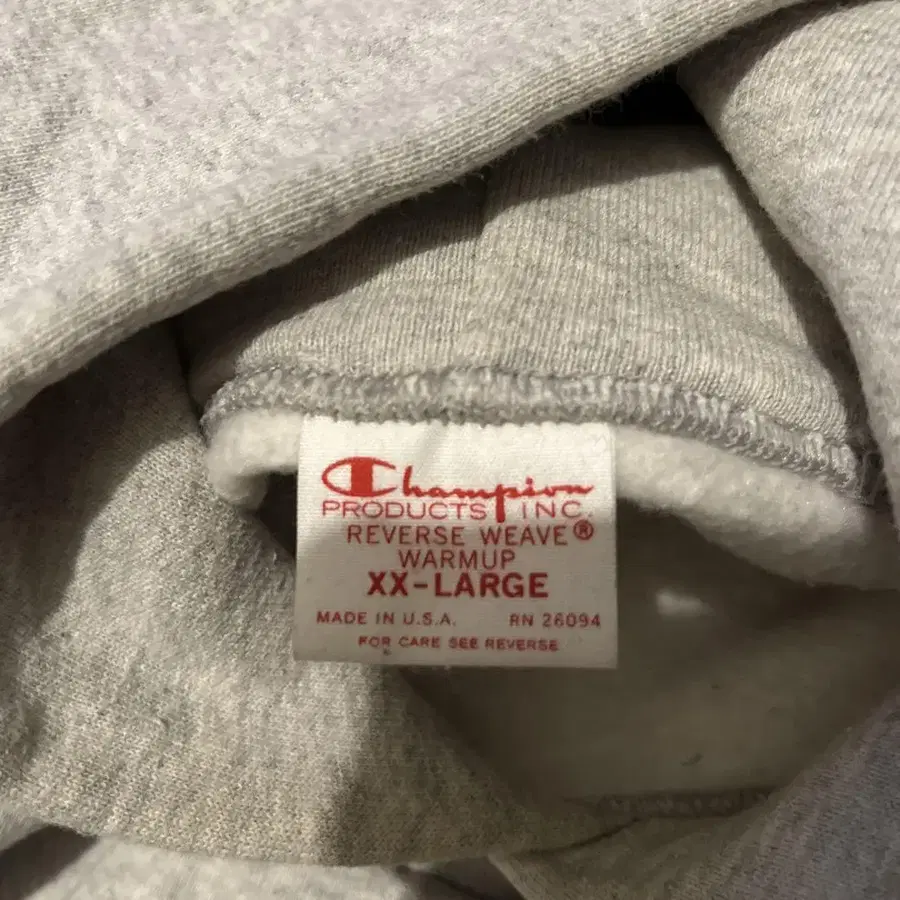 Champion
PRODUCTS INC.
REVERSE WEAVE®
WARMUP
XX-LARGE
MADE IN U.S.A. RN 26094
FOR CARE SEE REVERSE